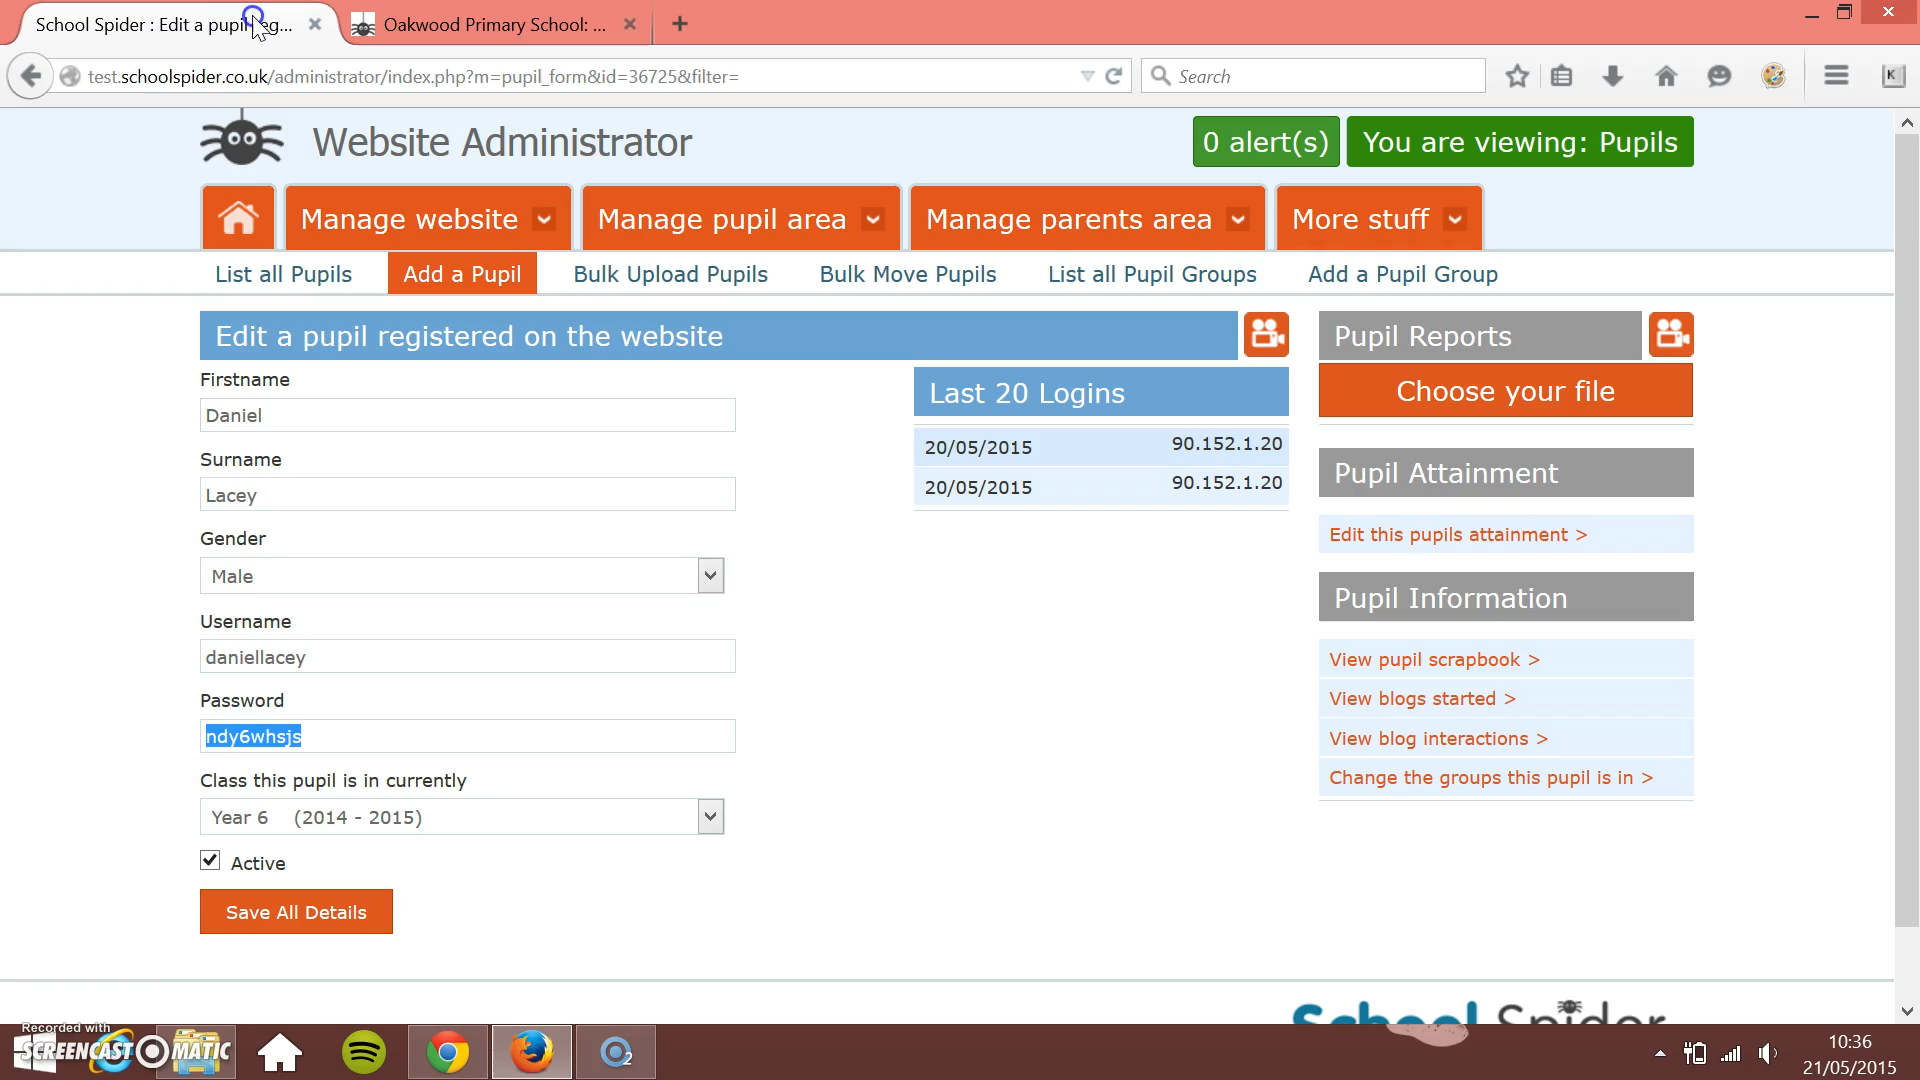 School Spider : Edit a pupil reg...
Oakwood Primary School: ...
test.schoolspider.co.uk/administrator/index.php?m=pupil_form&id=36725&filter=
Search
K
Website Administrator
0 alert(s)
You are viewing: Pupils
Manage website
Manage pupil area
Manage parents area
More stuff
List all Pupils
Add a Pupil
Bulk Upload Pupils
Bulk Move Pupils
List all Pupil Groups
Add a Pupil Group
Edit a pupil registered on the website
Firstname
Daniel
Surname
Lacey
Gender
Male
Username
daniellacey
Password
ndy6whsjs
Class this pupil is in currently
Year 6 (2014 - 2015)
Active
Save All Details
Last 20 Logins
20/05/2015 90.152.1.20
20/05/2015 90.152.1.20
Pupil Reports
Choose your file
Pupil Attainment
Edit this pupils attainment >
Pupil Information
View pupil scrapbook >
View blogs started >
View blog interactions >
Change the groups this pupil is in >
School Spider
Recorded with
SCREENCAST MATIC
2
10:36
21/05/2015